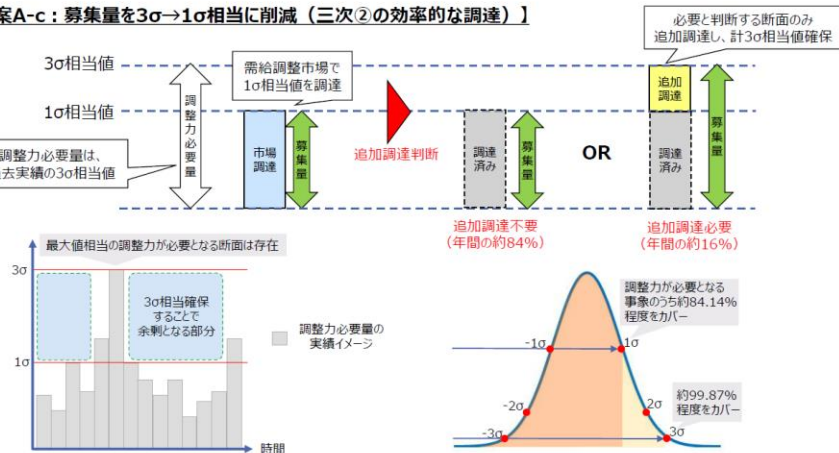 案A-c：募集量を3σ→1σ相当に削減（三次②の効率的な調達）】
必要と判断する断面のみ
追加調達し、計3σ相当値確保
3σ相当値
1σ相当値
調整力必要量は、
過去実績の3σ相当値
調整力必要量
需給調整市場で
1σ相当値を調達
市場
調達
募集量
追加調達判断
調達
済み
募集量
追加調達不要
（年間の約84%）
OR
追加
調達
調達
済み
募集量
追加調達必要
（年間の約16%）
最大値相当の調整力が必要となる断面は存在
3σ
1σ
3σ相当確保
することで
余剰となる部分
調整力必要量の
実績イメージ
時間
調整力が必要となる
事象のうち約84.14%
程度をカバー
-1σ
1σ
約99.87%
程度をカバー
-2σ
2σ
-3σ
3σ